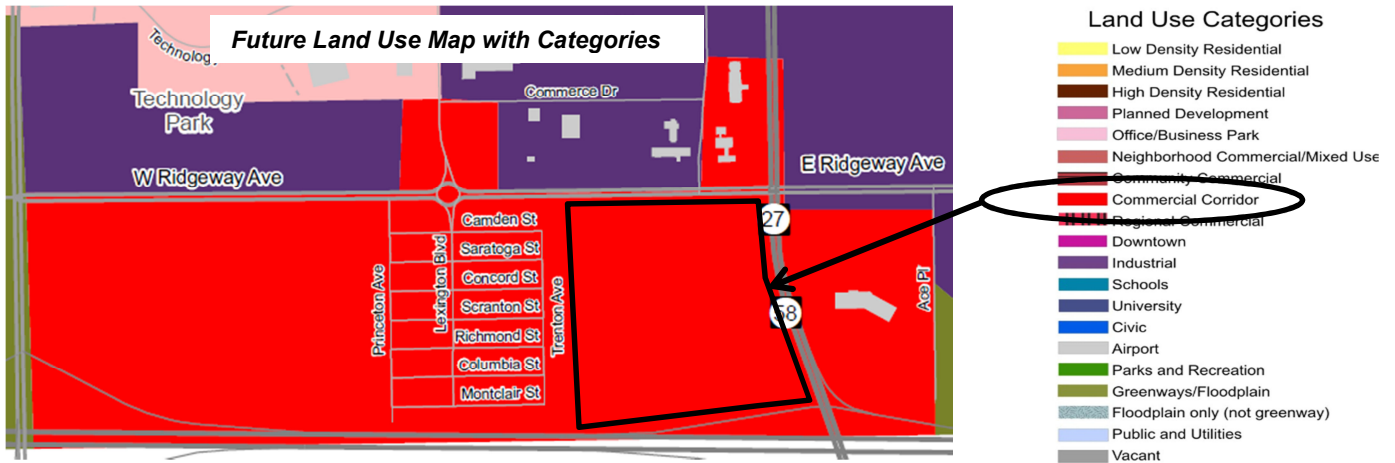 Future Land Use Map with Categories
Technology
Technology
Park
Commerce Dr
W Ridgeway Ave
E Ridgeway Ave
Camden St
Saratoga St
Concord St
Scranton St
Richmond St
Columbia St
Montclair St
Princeton Ave
Lexington Blvd
Trenton Ave
27
58
Ace Pl
Land Use Categories
Low Density Residential
Medium Density Residential
High Density Residential
Planned Development
Office/Business Park
Neighborhood Commercial/Mixed Use
Community Commercial
Commercial Corridor
Regional Commercial
Downtown
Industrial
Schools
University
Civic
Airport
Parks and Recreation
Greenways/Floodplain
Floodplain only (not greenway)
Public and Utilities
Vacant